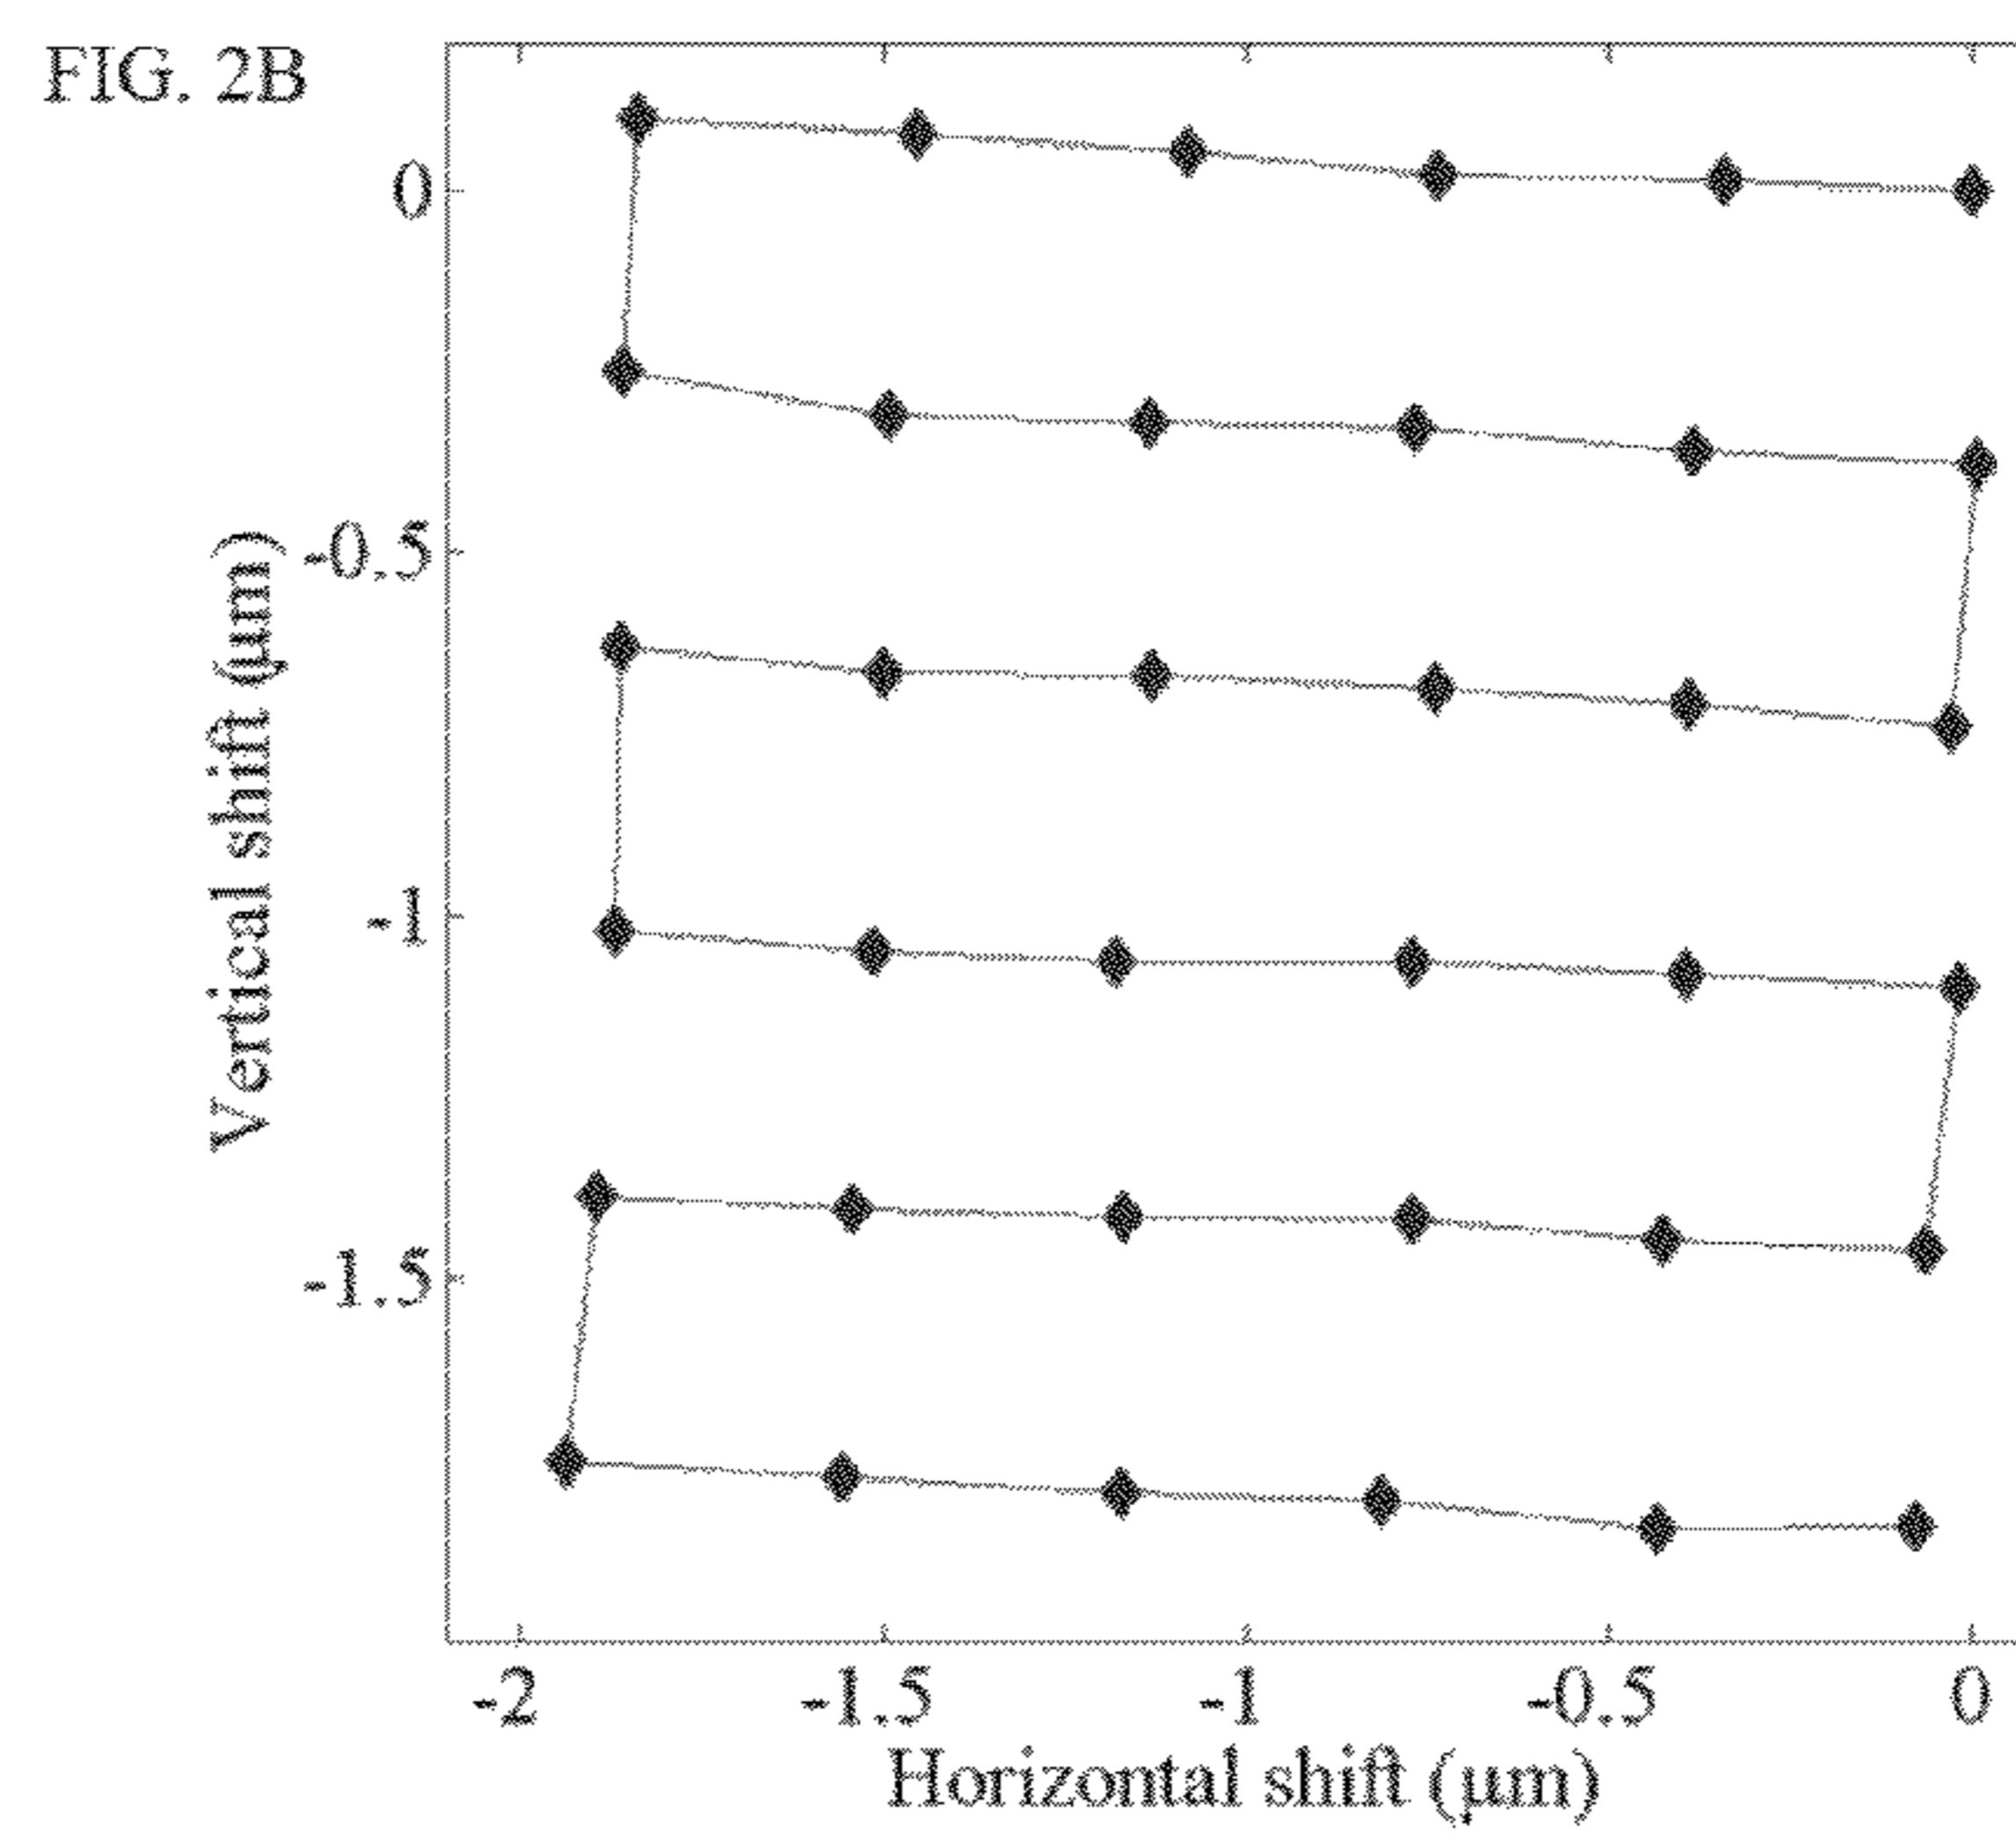 FIG. 2B
0
-0.5
-1
-1.5
Vertical shift (μm)
-2 -1.5 -1 -0.5 0
Horizontal shift (μm)